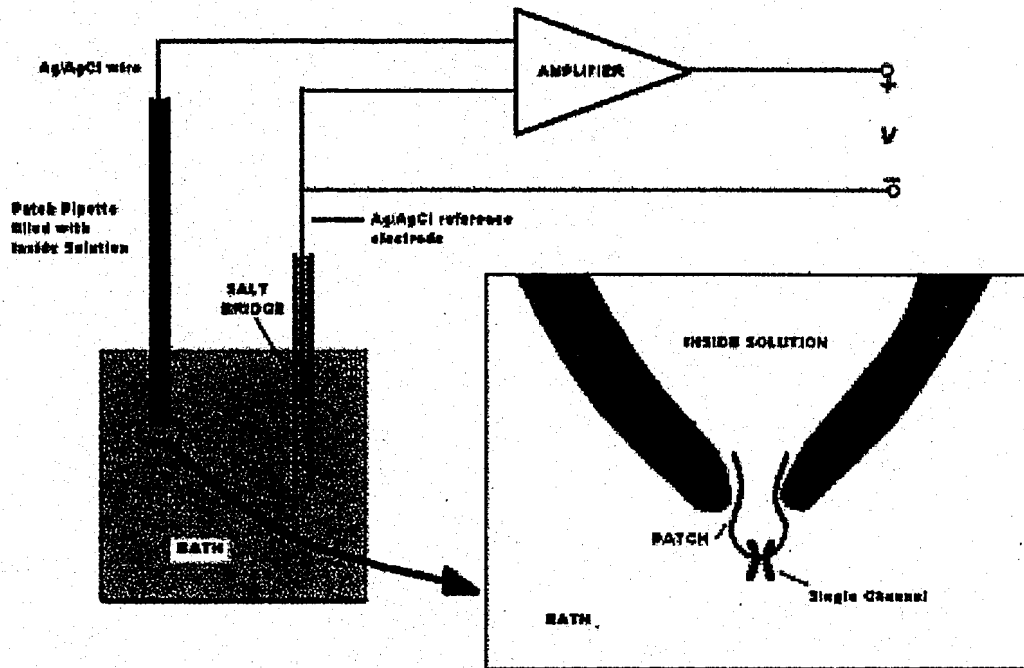 Ag/AgCl wire
AMPLIFIER
+
V
-
Patch Pipette
filled with
Inside Solution
Ag/AgCl reference
electrode
SALT
BRIDGE
INSIDE SOLUTION
PATCH
BATH
Single Channel
BATH